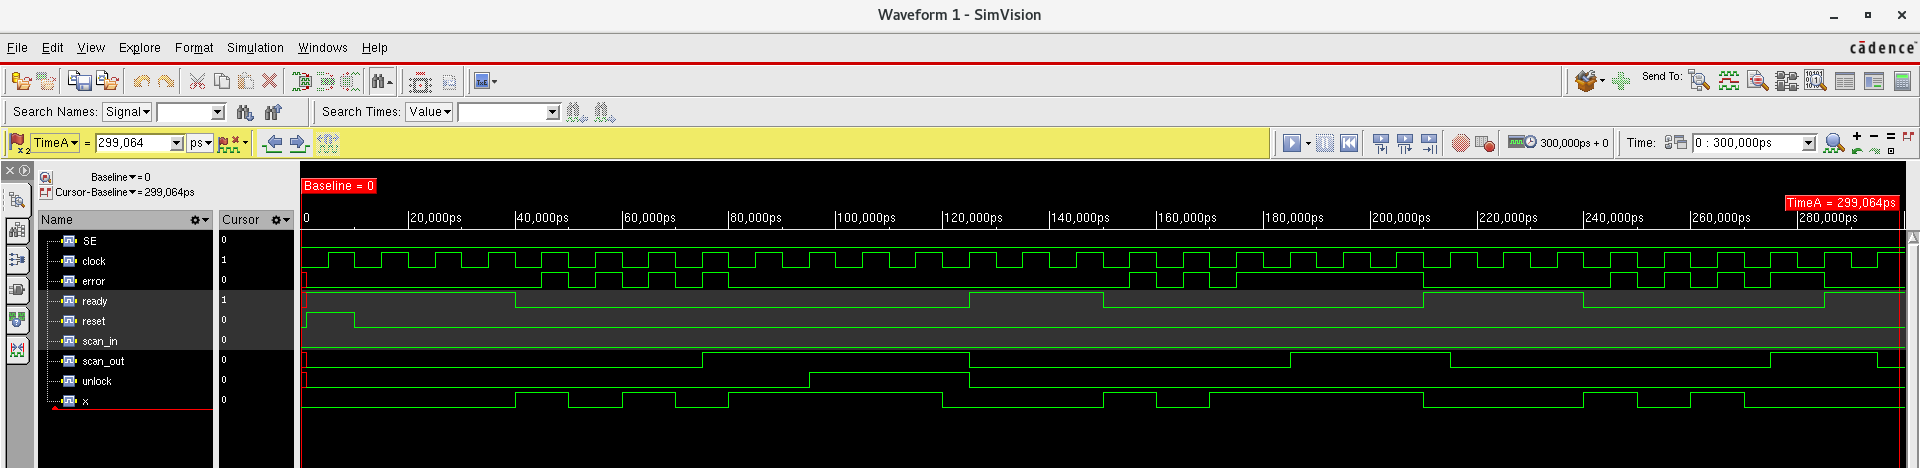 Waveform 1 - SimVision
File Edit View Explore Format Simulation Windows Help
cādence
Send To:
Search Names: Signal Search Times: Value
TimeA = 299,064 ps
300,000ps + 0 Time: 0 : 300,000ps
Baseline = 0
Cursor-Baseline = 299,064ps
Baseline = 0
TimeA = 299,064ps
Name Cursor
0 20,000ps 40,000ps 60,000ps 80,000ps 100,000ps 120,000ps 140,000ps 160,000ps 180,000ps 200,000ps 220,000ps 240,000ps 260,000ps 280,000ps
SE 0
clock 1
error 0
ready 1
reset 0
scan_in 0
scan_out 0
unlock 0
x 0